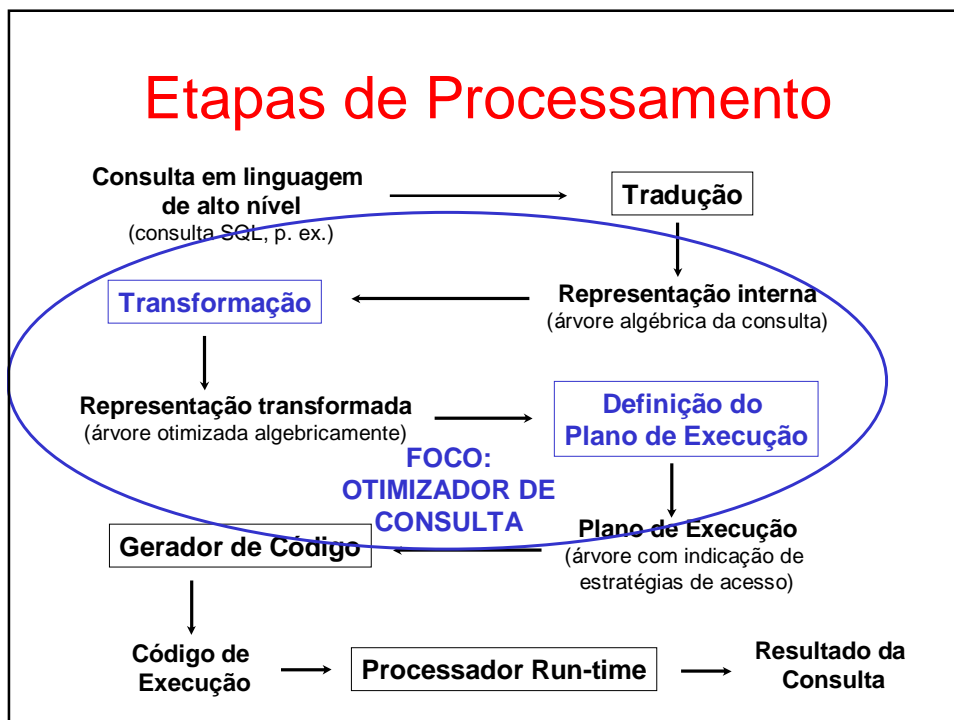 Etapas de Processamento
Consulta em linguagem
de alto nível
(consulta SQL, p. ex.)
Tradução
Transformação
Representação interna
(árvore algébrica da consulta)
Representação transformada
(árvore otimizada algebricamente)
Definição do
Plano de Execução
FOCO:
OTIMIZADOR DE
CONSULTA
Gerador de Código
Plano de Execução
(árvore com indicação de
estratégias de acesso)
Código de
Execução
Processador Run-time
Resultado da
Consulta